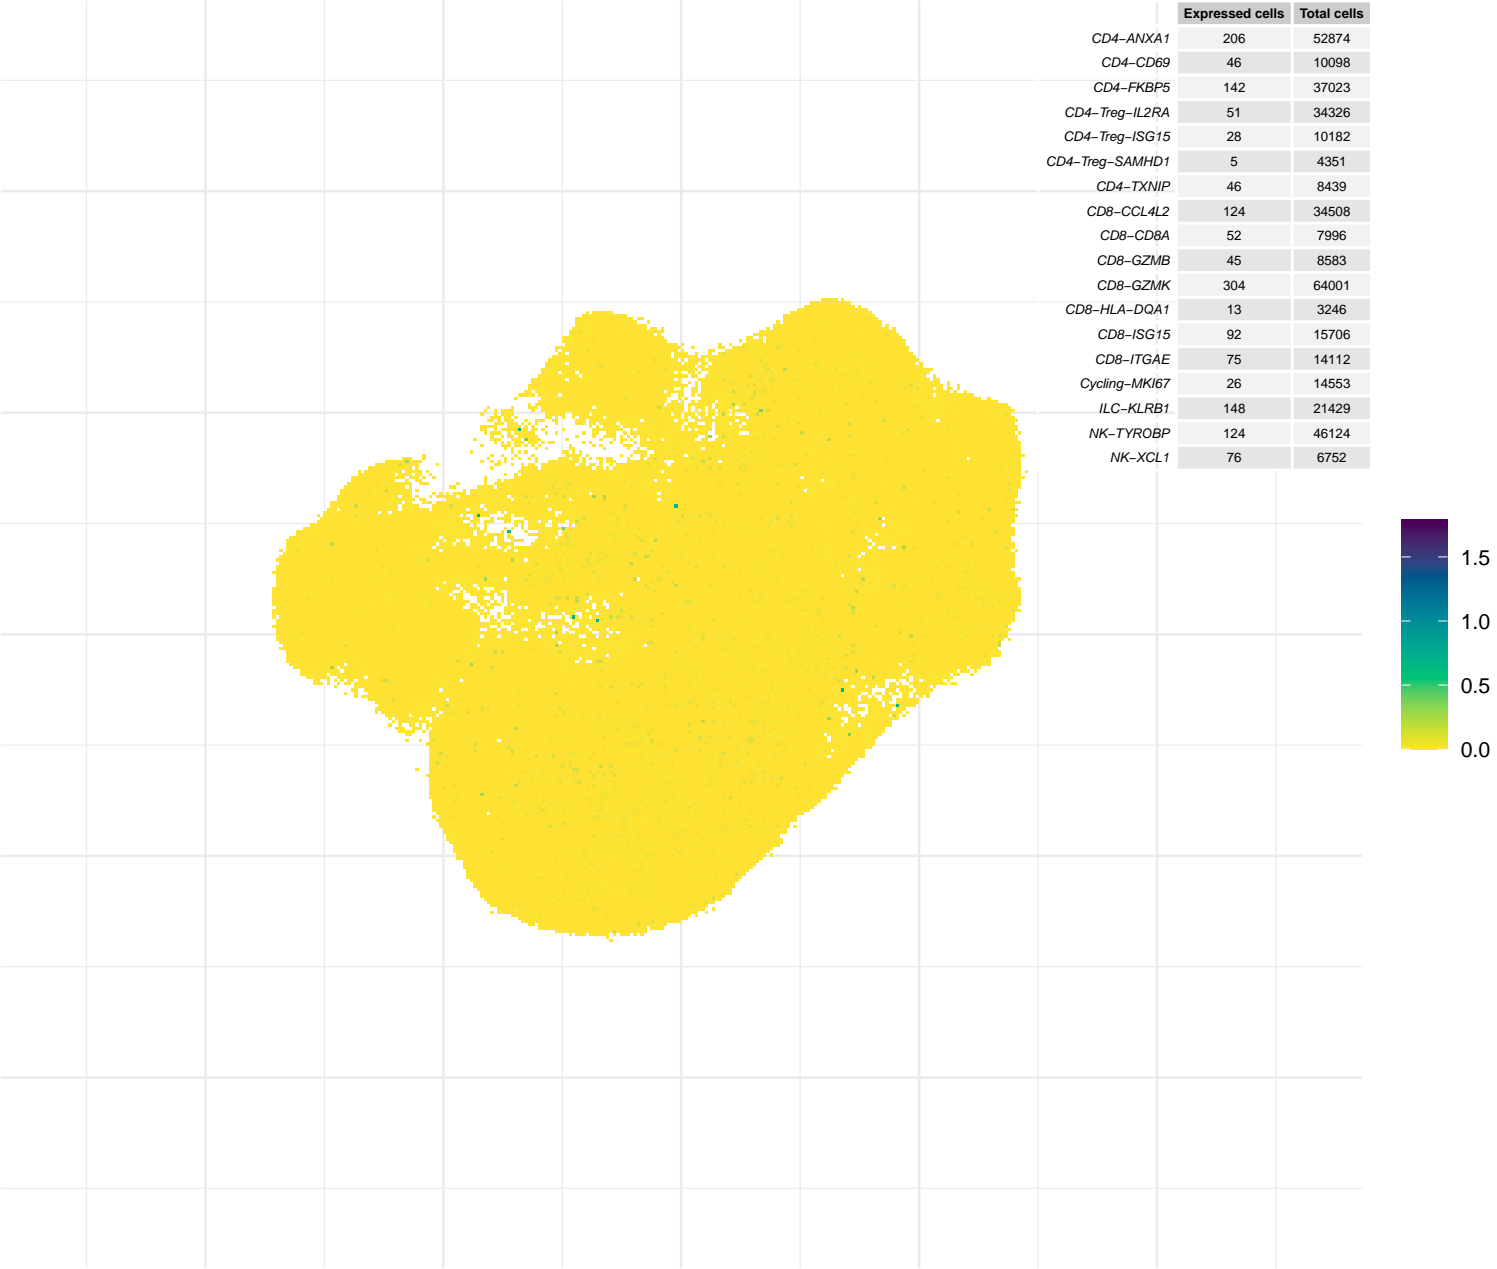 Expressed cells Total cells
CD4−ANXA1 206 52874
CD4−CD69 46 10098
CD4−FKBP5 142 37023
CD4−Treg−IL2RA 51 34326
CD4−Treg−ISG15 28 10182
CD4−Treg−SAMHD1 5 4351
CD4−TXNIP 46 8439
CD8−CCL4L2 124 34508
CD8−CD8A 52 7996
CD8−GZMB 45 8583
CD8−GZMK 304 64001
CD8−HLA−DQA1 13 3246
CD8−ISG15 92 15706
CD8−ITGAE 75 14112
Cycling−MKI67 26 14553
ILC−KLRB1 148 21429
NK−TYROBP 124 46124
NK−XCL1 76 6752
1.5
1.0
0.5
0.0